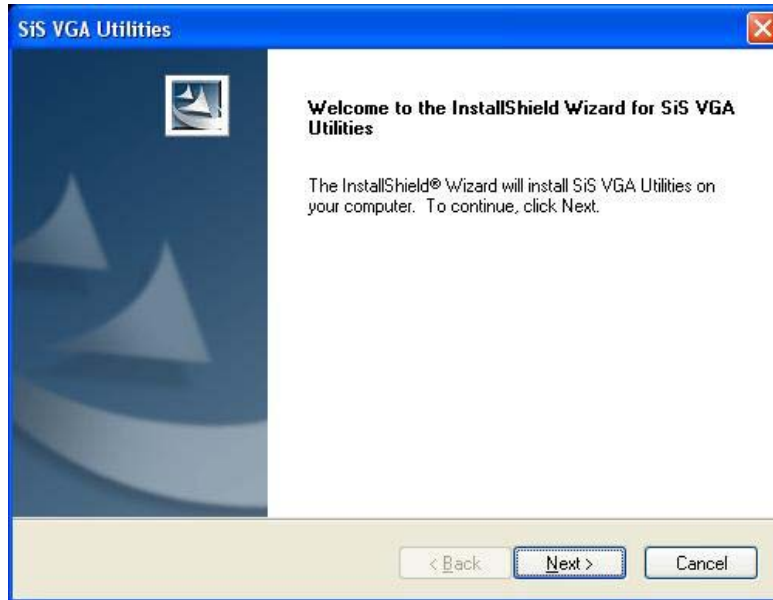 SiS VGA Utilities
Welcome to the InstallShield Wizard for SiS VGA
Utilities
The InstallShield® Wizard will install SiS VGA Utilities on
your computer. To continue, click Next.
< Back
Next >
Cancel